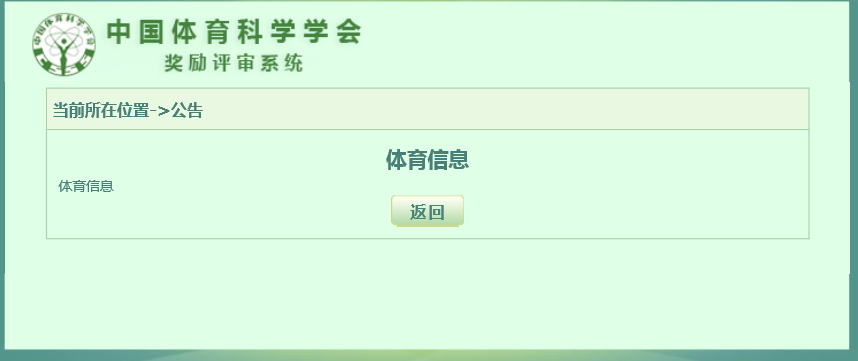 中国体育科学学会
奖励评审系统
当前所在位置->公告
体育信息
体育信息
返回